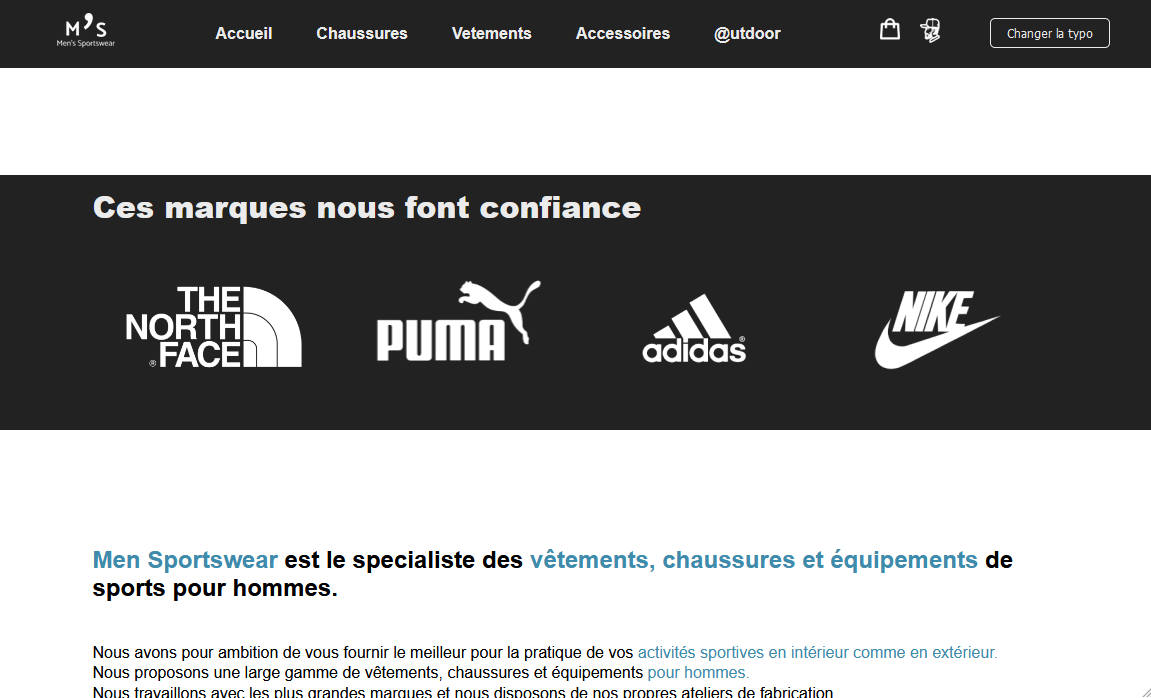 M's
Men's Sportswear
Accueil
Chaussures
Vetements
Accessoires
@utdoor
Changer la typo
Ces marques nous font confiance
THE
NORTH
FACE
®
PUMA
adidas
®
NIKE
Men Sportswear est le specialiste des vêtements, chaussures et équipements de
sports pour hommes.
Nous avons pour ambition de vous fournir le meilleur pour la pratique de vos activités sportives en intérieur comme en extérieur.
Nous proposons une large gamme de vêtements, chaussures et équipements pour hommes.
Nous travaillons avec les plus grandes marques et nous disposons de nos propres ateliers de fabrication